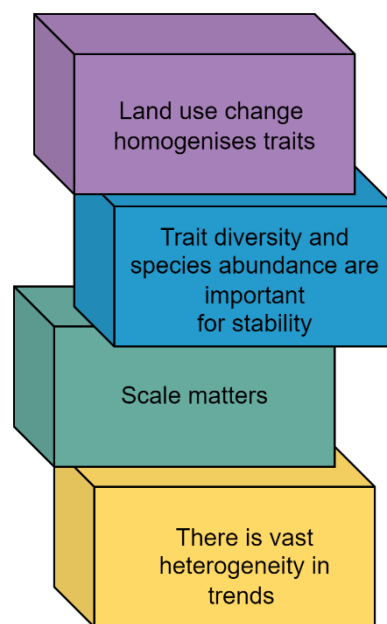 Land use change
homogenises traits
Trait diversity and
species abundance are
important
for stability
Scale matters
There is vast
heterogeneity in
trends